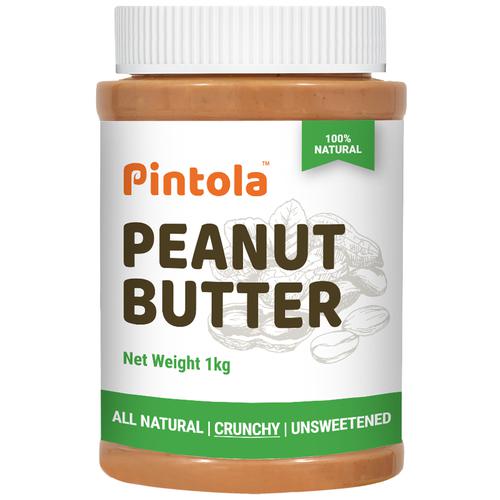 100%
NATURAL
Pintola™
PEANUT
BUTTER
Net Weight 1kg
ALL NATURAL | CRUNCHY | UNSWEETENED